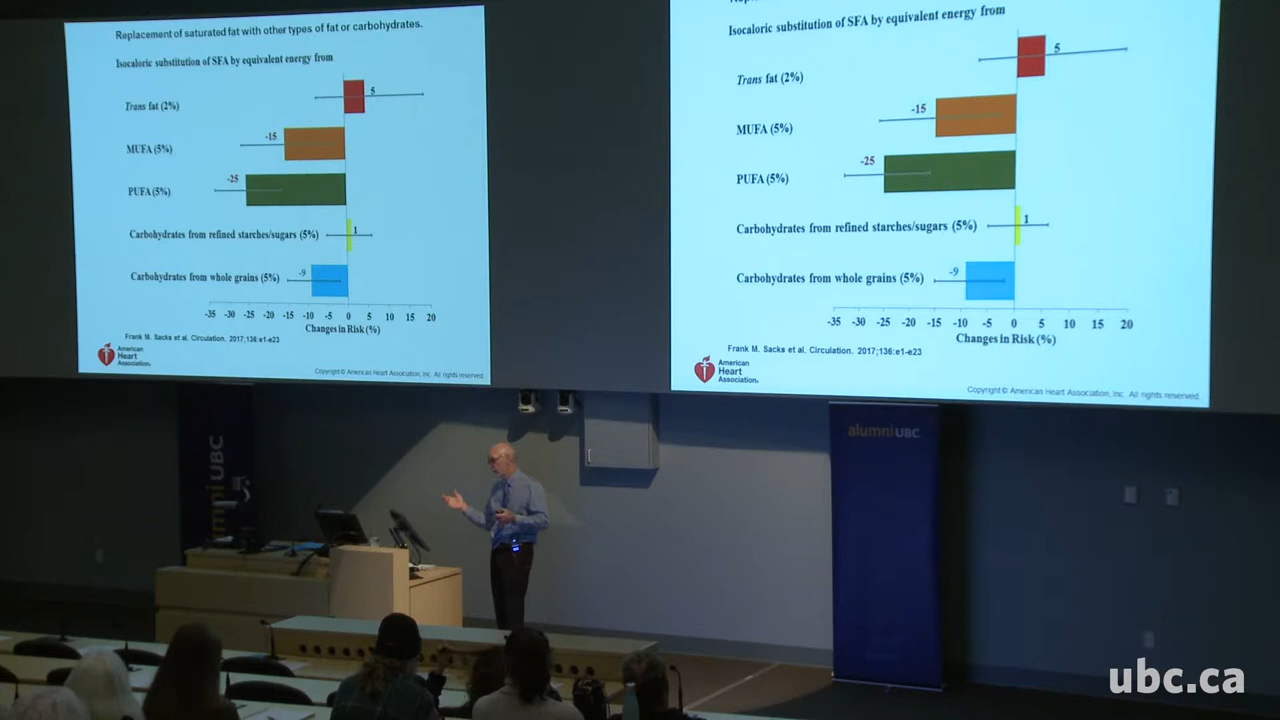 Replacement of saturated fat with other types of fat or carbohydrates.
Isocaloric substitution of SFA by equivalent energy from
Trans fat (2%)
5
MUFA (5%)
-15
PUFA (5%)
-25
Carbohydrates from refined starches/sugars (5%)
1
Carbohydrates from whole grains (5%)
-9
-35 -30 -25 -20 -15 -10 -5 0 5 10 15 20
Changes in Risk (%)
Frank M. Sacks et al. Circulation. 2017;136:e1-e23
American
Heart
Association®
Copyright © American Heart Association, Inc. All rights reserved.
Isocaloric substitution of SFA by equivalent energy from
Trans fat (2%)
5
MUFA (5%)
-15
PUFA (5%)
-25
Carbohydrates from refined starches/sugars (5%)
1
Carbohydrates from whole grains (5%)
-9
-35 -30 -25 -20 -15 -10 -5 0 5 10 15 20
Changes in Risk (%)
Frank M. Sacks et al. Circulation. 2017;136:e1-e23
American
Heart
Association®
Copyright © American Heart Association, Inc. All rights reserved.
mni UBC
alumni UBC
ubc.ca